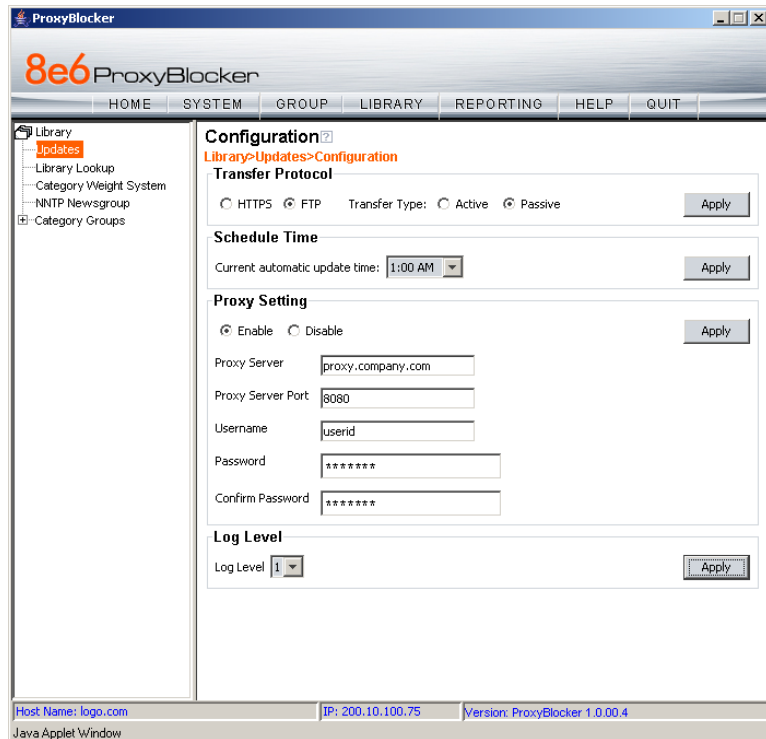 ProxyBlocker
8e6 ProxyBlocker
HOME SYSTEM GROUP LIBRARY REPORTING HELP QUIT
Library
Updates
Library Lookup
Category Weight System
NNTP Newsgroup
Category Groups
Configuration?
Library>Updates>Configuration
Transfer Protocol
HTTPS FTP Transfer Type: Active Passive Apply
Schedule Time
Current automatic update time: 1:00 AM Apply
Proxy Setting
Enable Disable Apply
Proxy Server proxy.company.com
Proxy Server Port 8080
Username userid
Password *******
Confirm Password *******
Log Level
Log Level 1 Apply
Host Name: logo.com IP: 200.10.100.75 Version: ProxyBlocker 1.0.00.4
Java Applet Window